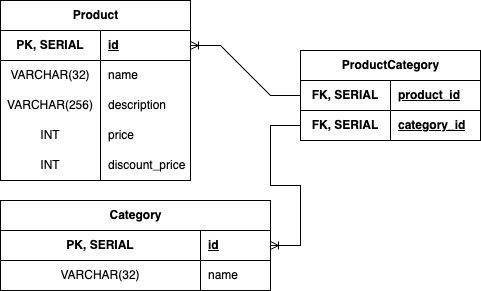 Product
PK, SERIAL id
VARCHAR(32) name
VARCHAR(256) description
INT price
INT discount_price
ProductCategory
FK, SERIAL product_id
FK, SERIAL category_id
Category
PK, SERIAL id
VARCHAR(32) name